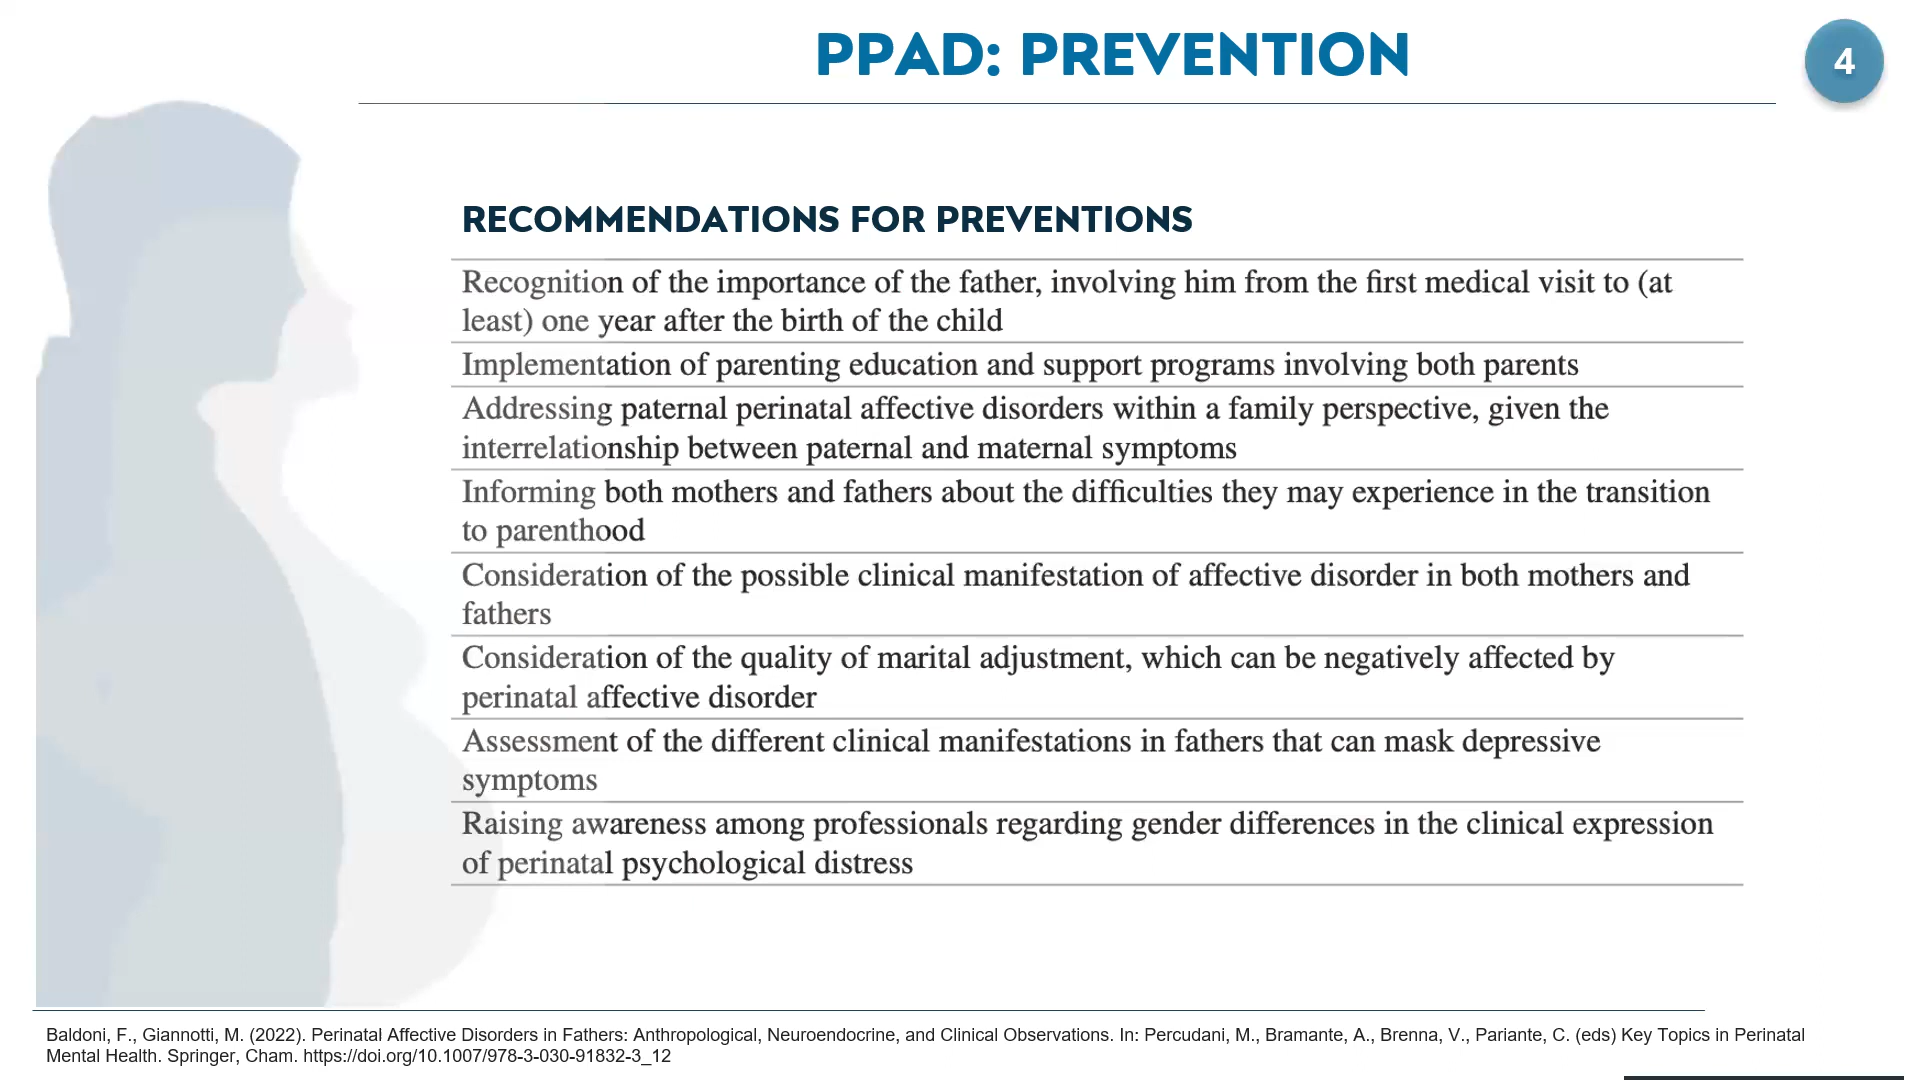 PPAD: PREVENTION
4
RECOMMENDATIONS FOR PREVENTIONS
Recognition of the importance of the father, involving him from the first medical visit to (at
least) one year after the birth of the child
Implementation of parenting education and support programs involving both parents
Addressing paternal perinatal affective disorders within a family perspective, given the
interrelationship between paternal and maternal symptoms
Informing both mothers and fathers about the difficulties they may experience in the transition
to parenthood
Consideration of the possible clinical manifestation of affective disorder in both mothers and
fathers
Consideration of the quality of marital adjustment, which can be negatively affected by
perinatal affective disorder
Assessment of the different clinical manifestations in fathers that can mask depressive
symptoms
Raising awareness among professionals regarding gender differences in the clinical expression
of perinatal psychological distress
Baldoni, F., Giannotti, M. (2022). Perinatal Affective Disorders in Fathers: Anthropological, Neuroendocrine, and Clinical Observations. In: Percudani, M., Bramante, A., Brenna, V., Pariante, C. (eds) Key Topics in Perinatal
Mental Health. Springer, Cham. https://doi.org/10.1007/978-3-030-91832-3_12